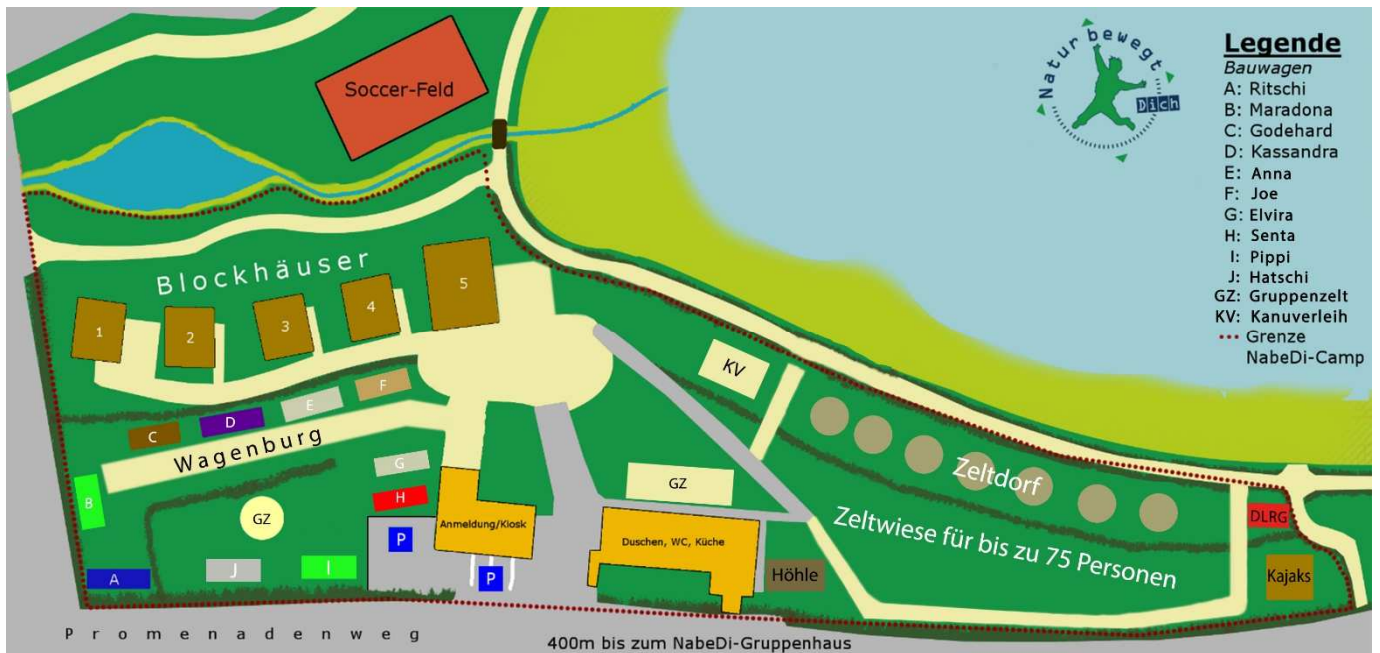 Soccer-Feld
Natur bewegt
Dich
Legende
Bauwagen
A: Ritschi
B: Maradona
C: Godehard
D: Kassandra
E: Anna
F: Joe
G: Elvira
H: Senta
I: Pippi
J: Hatschi
GZ: Gruppenzelt
KV: Kanuverleih
Grenze
NabeDi-Camp
Blockhäuser
1
2
3
4
5
KV
F
E
D
C
Wagenburg
B
G
H
GZ
GZ
Zeltdorf
Zeltwiese für bis zu 75 Personen
DLRG
Anmeldung/Kiosk
Duschen, WC, Küche
P
P
A
J
I
Höhle
Kajaks
Promenadenweg
400m bis zum NabeDi-Gruppenhaus